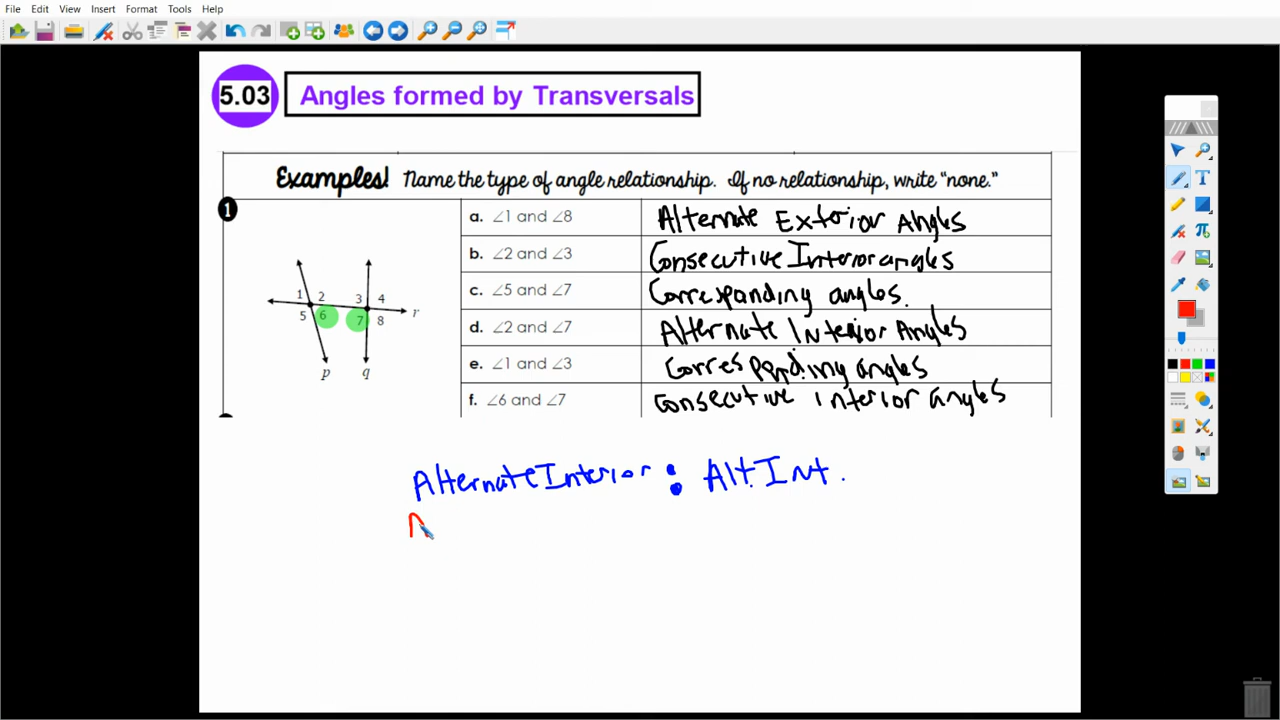 File Edit View Insert Format Tools Help
5.03 Angles formed by Transversals
Examples! Name the type of angle relationship. If no relationship, write “none.”
1
a. ∠1 and ∠8 Alternate Exterior Angles
b. ∠2 and ∠3 Consecutive Interior angles
c. ∠5 and ∠7 Corresponding angles.
d. ∠2 and ∠7 Alternate Interior Angles
e. ∠1 and ∠3 Corresponding angles
f. ∠6 and ∠7 Consecutive interior angles
1 2 3 4
5 6 7 8 r
p q
Alternate Interior : Alt. Int.